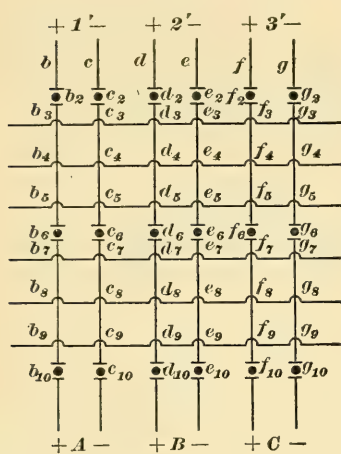 + 1' − + 2' − + 3' −
b c d e f g
b2 c2 d2 e2 f2 g2
b3 c3 d3 e3 f3 g3
b4 c4 d4 e4 f4 g4
b5 c5 d5 e5 f5 g5
b6 c6 d6 e6 f6 g6
b7 c7 d7 e7 f7 g7
b8 c8 d8 e8 f8 g8
b9 c9 d9 e9 f9 g9
b10 c10 d10 e10 f10 g10
+ A − + B − + C −